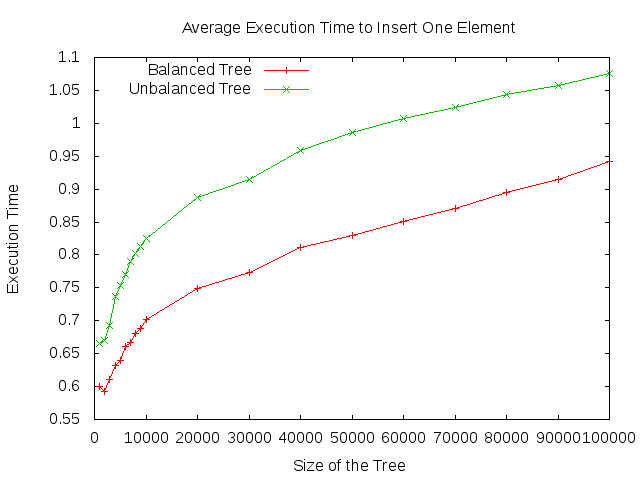 Average Execution Time to Insert One Element
1.1
Balanced Tree
Unbalanced Tree
1.05
1
0.95
0.9
0.85
0.8
0.75
0.7
0.65
0.6
0.55
Execution Time
0 10000 20000 30000 40000 50000 60000 70000 80000 90000 100000
Size of the Tree